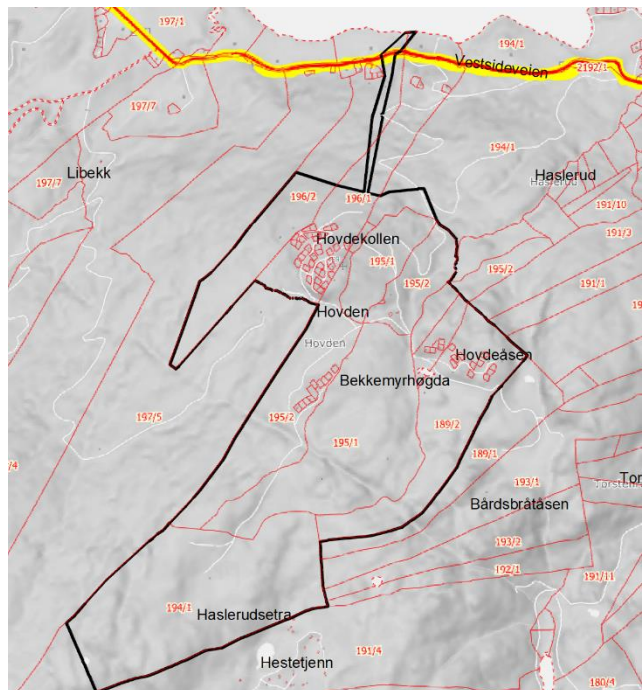 197/1
194/1
Vestsideveien
2192/1
197/7
194/1
Libekk
197/7
Haslerud
Haslerud
196/2
196/1
191/10
191/3
Hovdekollen
195/1
195/2
195/2
191/1
Hovden
Hovden
Hovdeåsen
Bekkemyrhøgda
197/5
195/2
189/2
195/1
189/1
193/1
Tor
Bårdsbråtåsen
193/2
192/1
191/11
194/1
Haslerudsetra
Hestetjenn
191/4
180/4